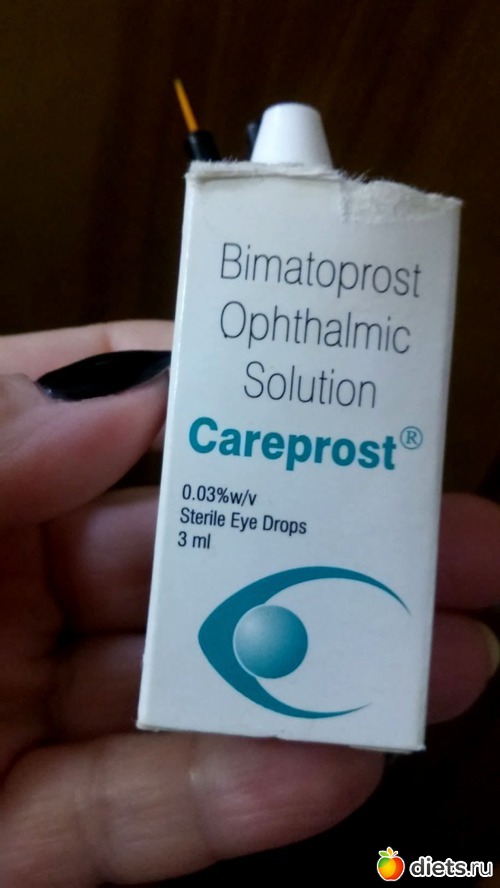 Bimatoprost
Ophthalmic
Solution
Careprost®
0.03%w/v
Sterile Eye Drops
3 ml
diets.ru